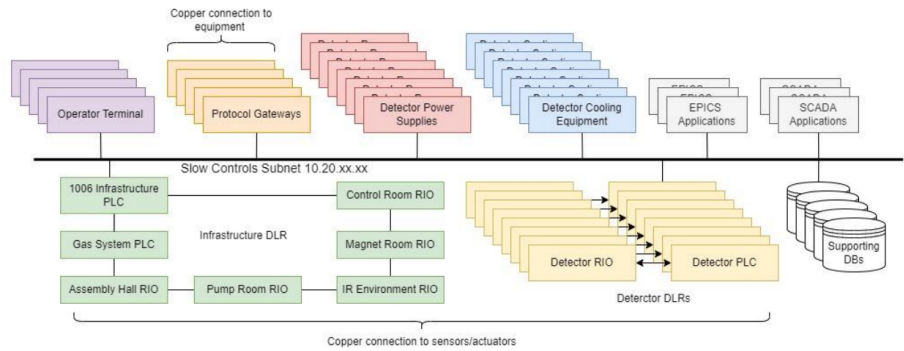 Copper connection to
equipment
Operator Terminal
Protocol Gateways
Detector Power
Supplies
Detector Cooling
Equipment
EPICS
Applications
SCADA
Applications
Slow Controls Subnet 10.20.xx.xx
1006 Infrastructure
PLC
Control Room RIO
Gas System PLC
Infrastructure DLR
Magnet Room RIO
Assembly Hall RIO
Pump Room RIO
IR Environment RIO
Detector RIO
Detector PLC
Supporting
DBs
Deterctor DLRs
Copper connection to sensors/actuators